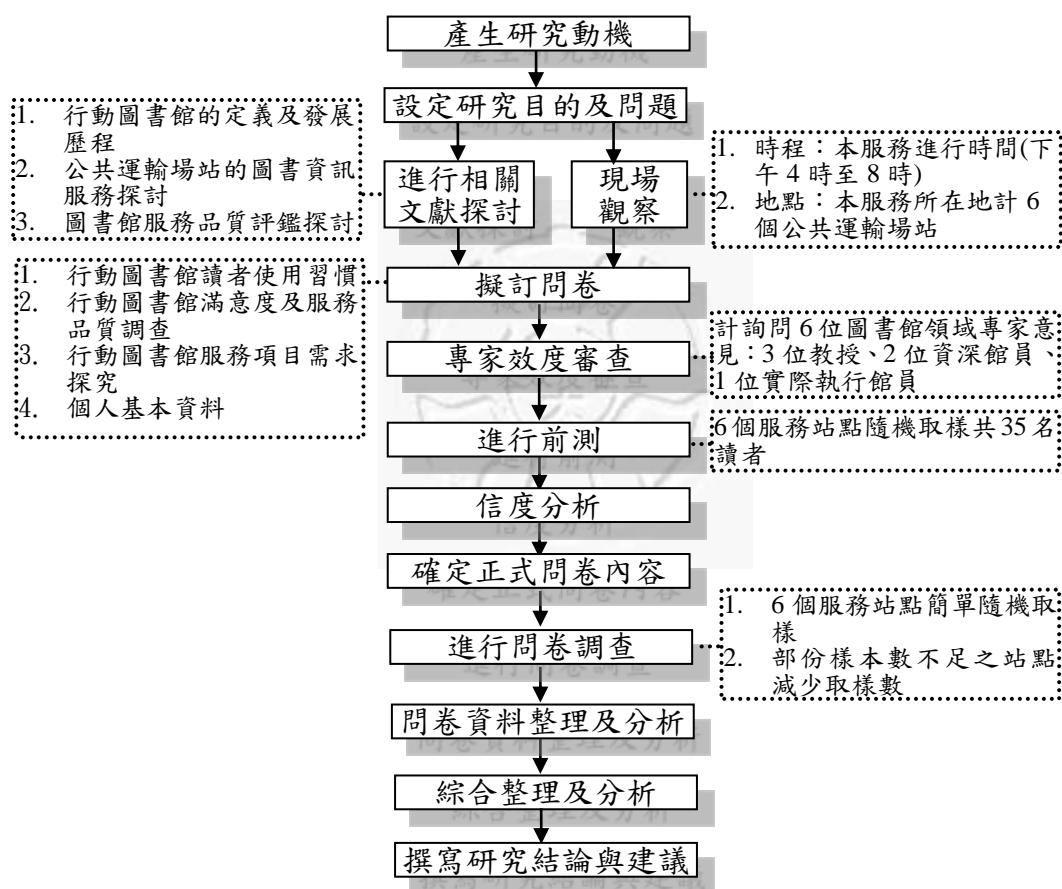 產生研究動機
設定研究目的及問題
1. 行動圖書館的定義及發展
歷程
2. 公共運輸場站的圖書資訊
服務探討
3. 圖書館服務品質評鑑探討
進行相關
文獻探討
現場
觀察
1. 時程：本服務進行時間(下
午 4 時至 8 時)
2. 地點：本服務所在地計 6
個公共運輸場站
1. 行動圖書館讀者使用習慣
2. 行動圖書館滿意度及服務
品質調查
3. 行動圖書館服務項目需求
探究
4. 個人基本資料
擬訂問卷
專家效度審查
計詢問 6 位圖書館領域專家意
見：3 位教授、2 位資深館員、
1 位實際執行館員
進行前測
6 個服務站點隨機取樣共 35 名
讀者
信度分析
確定正式問卷內容
進行問卷調查
1. 6 個服務站點簡單隨機取
樣
2. 部份樣本數不足之站點
減少取樣數
問卷資料整理及分析
綜合整理及分析
撰寫研究結論與建議